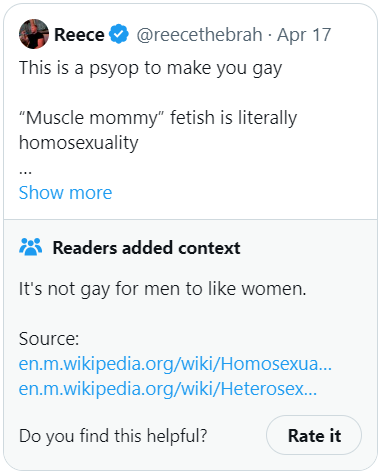 Reece @reecethebrah · Apr 17
This is a psyop to make you gay
“Muscle mommy” fetish is literally
homosexuality
...
Show more
Readers added context
It's not gay for men to like women.
Source:
en.m.wikipedia.org/wiki/Homosexua...
en.m.wikipedia.org/wiki/Heterosex...
Do you find this helpful? Rate it